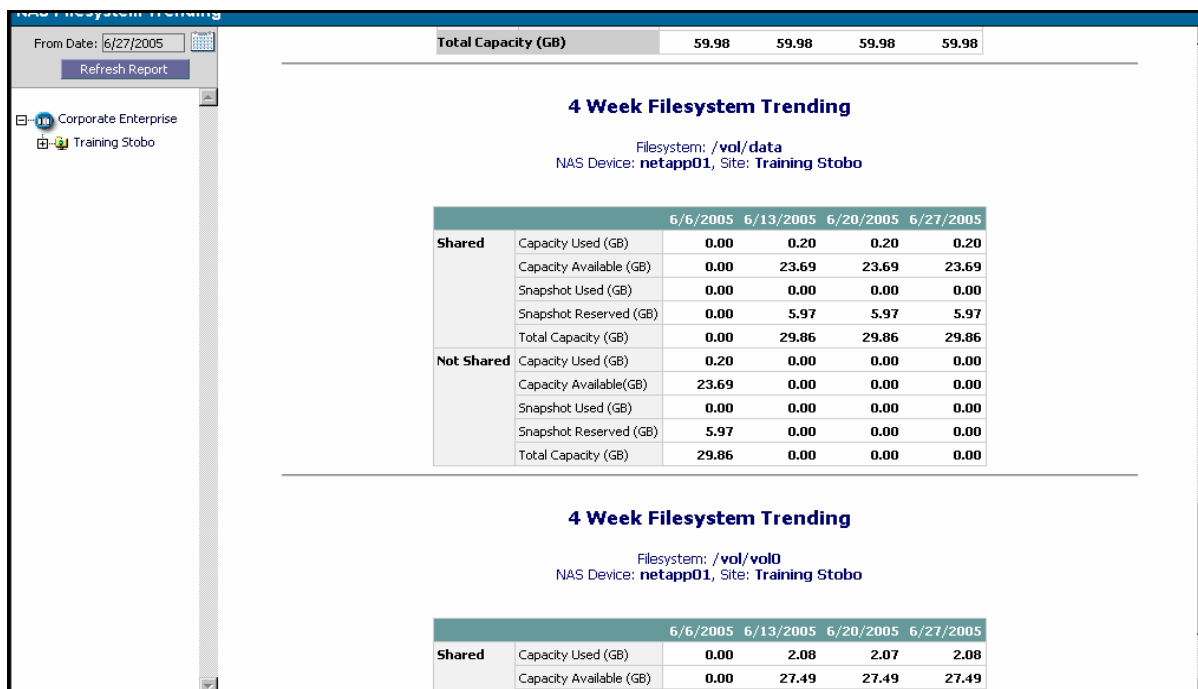 NAS Filesystem Trending
From Date: 6/27/2005
Refresh Report
Corporate Enterprise
Training Stobo
Total Capacity (GB) 59.98 59.98 59.98 59.98
4 Week Filesystem Trending
Filesystem: /vol/data
NAS Device: netapp01, Site: Training Stobo
6/6/2005 6/13/2005 6/20/2005 6/27/2005
Shared Capacity Used (GB) 0.00 0.20 0.20 0.20
Capacity Available (GB) 0.00 23.69 23.69 23.69
Snapshot Used (GB) 0.00 0.00 0.00 0.00
Snapshot Reserved (GB) 0.00 5.97 5.97 5.97
Total Capacity (GB) 0.00 29.86 29.86 29.86
Not Shared Capacity Used (GB) 0.20 0.00 0.00 0.00
Capacity Available(GB) 23.69 0.00 0.00 0.00
Snapshot Used (GB) 0.00 0.00 0.00 0.00
Snapshot Reserved (GB) 5.97 0.00 0.00 0.00
Total Capacity (GB) 29.86 0.00 0.00 0.00
4 Week Filesystem Trending
Filesystem: /vol/vol0
NAS Device: netapp01, Site: Training Stobo
6/6/2005 6/13/2005 6/20/2005 6/27/2005
Shared Capacity Used (GB) 0.00 2.08 2.07 2.08
Capacity Available (GB) 0.00 27.49 27.49 27.49